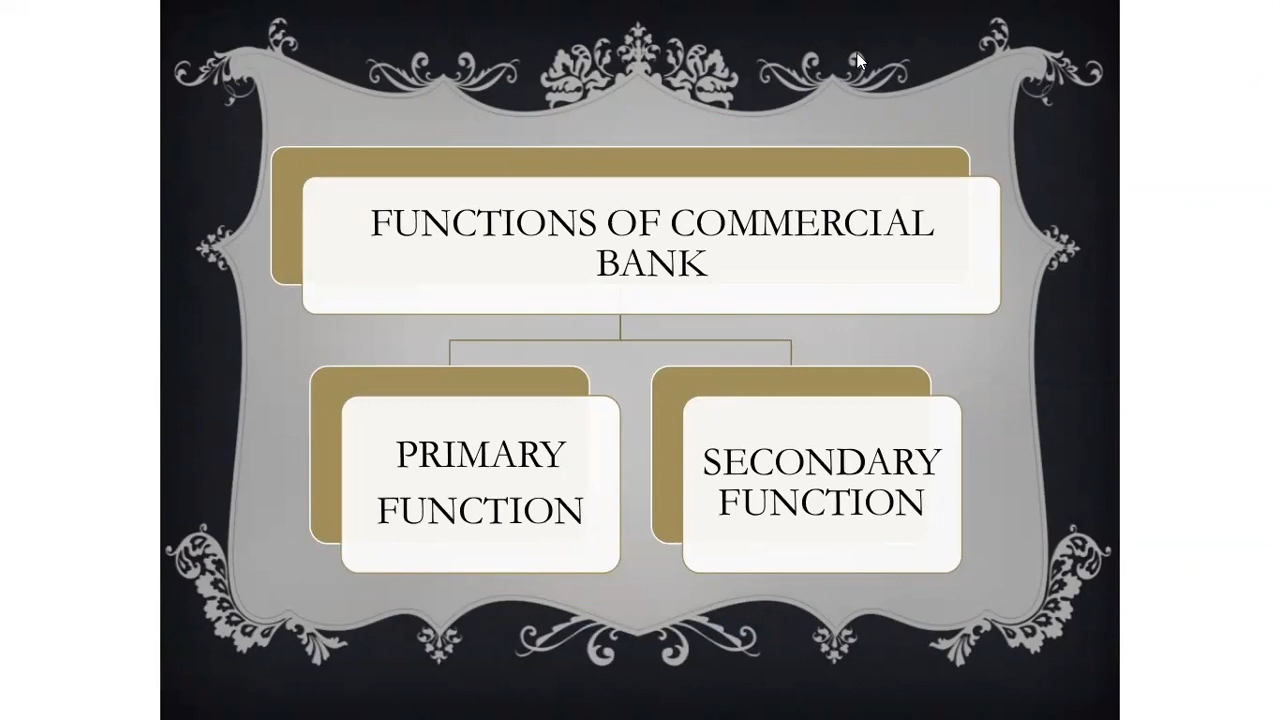 FUNCTIONS OF COMMERCIAL
BANK
PRIMARY
FUNCTION
SECONDARY
FUNCTION